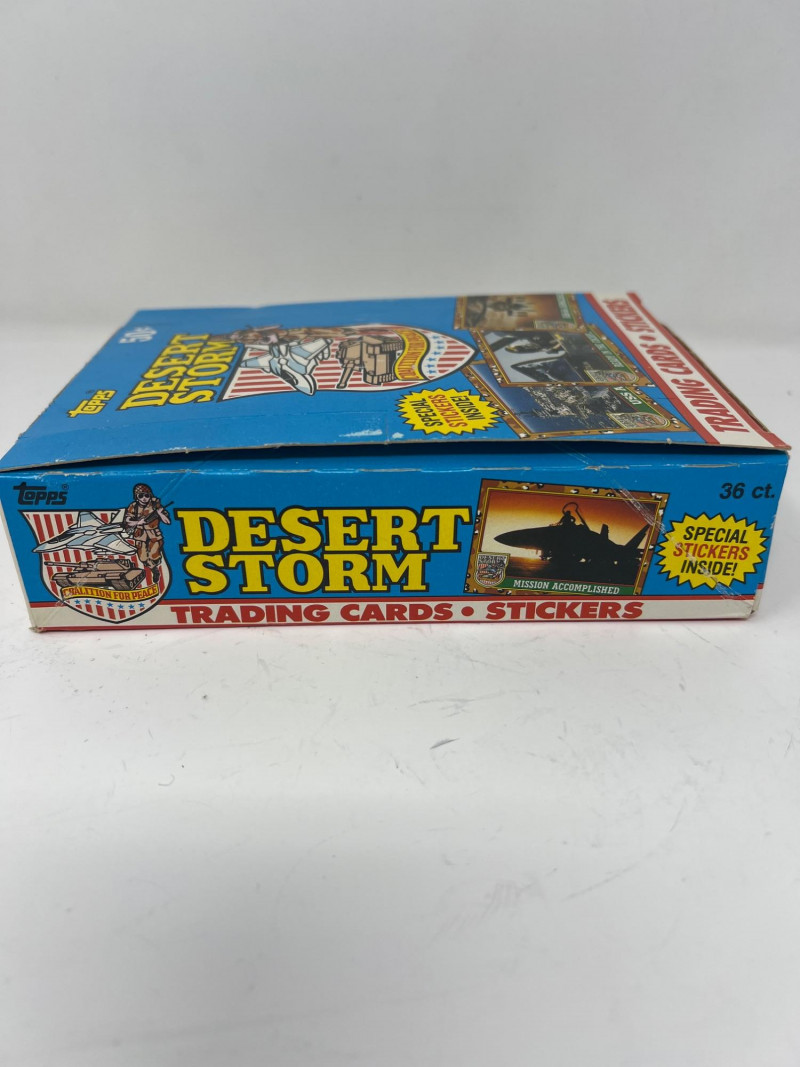 50¢
DESERT
STORM
topps®
SPECIAL
STICKERS
INSIDE!
TRADING CARDS • STICKERS
topps®
DESERT
STORM
COALITION FOR PEACE
MISSION ACCOMPLISHED
36 ct.
SPECIAL
STICKERS
INSIDE!
TRADING CARDS • STICKERS